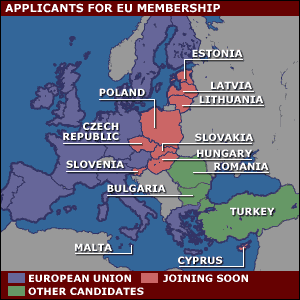 APPLICANTS FOR EU MEMBERSHIP
ESTONIA
LATVIA
POLAND
LITHUANIA
CZECH
REPUBLIC
SLOVAKIA
HUNGARY
SLOVENIA
ROMANIA
BULGARIA
TURKEY
MALTA
CYPRUS
EUROPEAN UNION
JOINING SOON
OTHER CANDIDATES